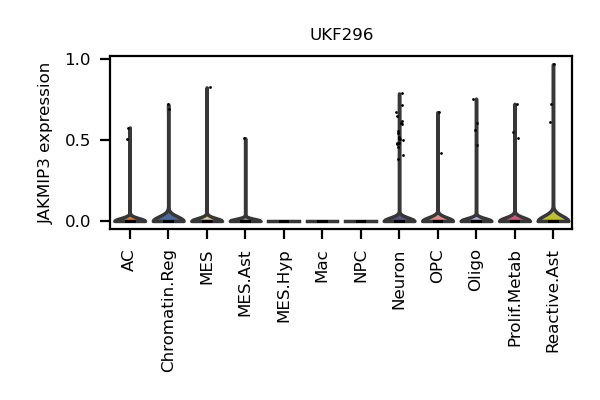 UKF296
JAKMIP3 expression
1.0
0.5
0.0
AC
Chromatin.Reg
MES
MES.Ast
MES.Hyp
Mac
NPC
Neuron
OPC
Oligo
Prolif.Metab
Reactive.Ast